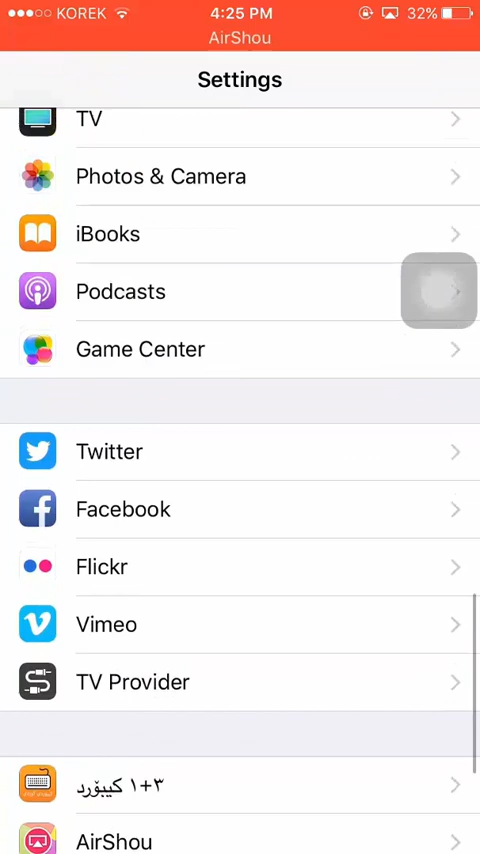 KOREK 4:25 PM 32%
AirShou
Settings
TV
Photos & Camera
iBooks
Podcasts
Game Center
Twitter
Facebook
Flickr
Vimeo
TV Provider
١+٣ کیبۆرد
AirShou